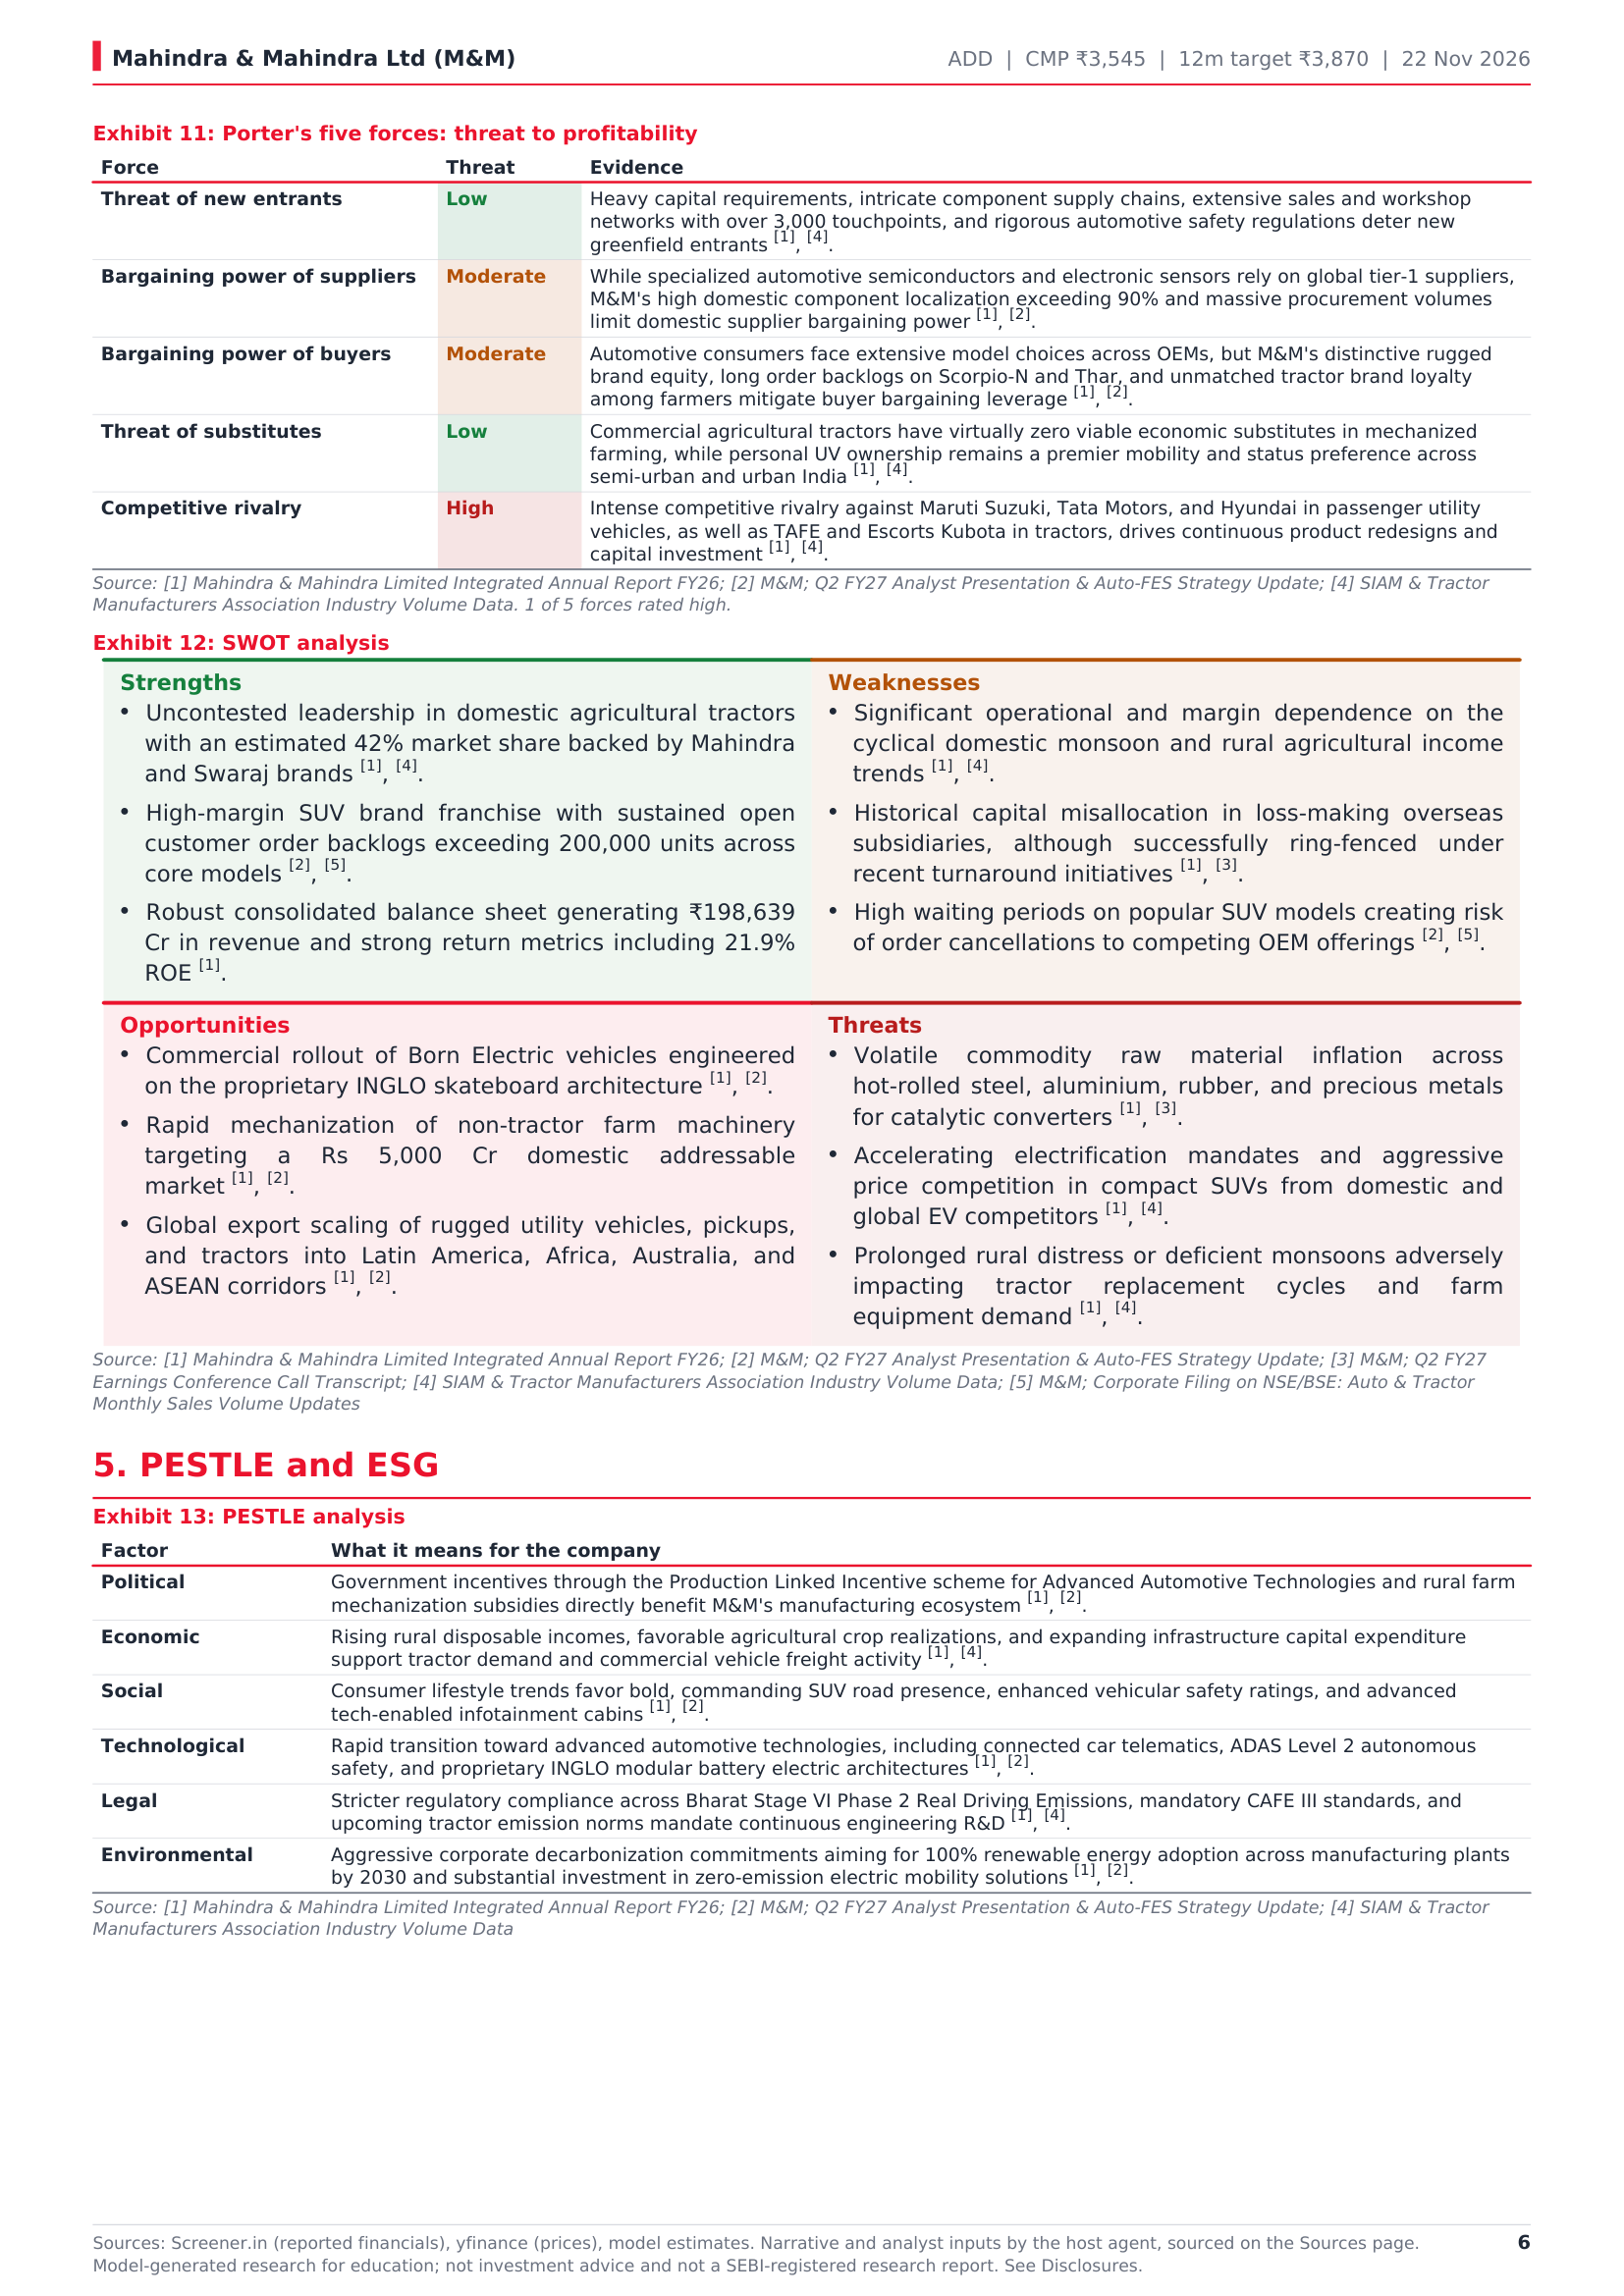 Mahindra & Mahindra Ltd (M&M)
ADD | CMP ₹3,545 | 12m target ₹3,870 | 22 Nov 2026
Exhibit 11: Porter's five forces: threat to profitability
Force Threat Evidence
Threat of new entrants Low Heavy capital requirements, intricate component supply chains, extensive sales and workshop
networks with over 3,000 touchpoints, and rigorous automotive safety regulations deter new
greenfield entrants [1], [4].
Bargaining power of suppliers Moderate While specialized automotive semiconductors and electronic sensors rely on global tier-1 suppliers,
M&M's high domestic component localization exceeding 90% and massive procurement volumes
limit domestic supplier bargaining power [1], [2].
Bargaining power of buyers Moderate Automotive consumers face extensive model choices across OEMs, but M&M's distinctive rugged
brand equity, long order backlogs on Scorpio-N and Thar, and unmatched tractor brand loyalty
among farmers mitigate buyer bargaining leverage [1], [2].
Threat of substitutes Low Commercial agricultural tractors have virtually zero viable economic substitutes in mechanized
farming, while personal UV ownership remains a premier mobility and status preference across
semi-urban and urban India [1], [4].
Competitive rivalry High Intense competitive rivalry against Maruti Suzuki, Tata Motors, and Hyundai in passenger utility
vehicles, as well as TAFE and Escorts Kubota in tractors, drives continuous product redesigns and
capital investment [1], [4].
Source: [1] Mahindra & Mahindra Limited Integrated Annual Report FY26; [2] M&M; Q2 FY27 Analyst Presentation & Auto-FES Strategy Update; [4] SIAM & Tractor
Manufacturers Association Industry Volume Data. 1 of 5 forces rated high.
Exhibit 12: SWOT analysis
Strengths
• Uncontested leadership in domestic agricultural tractors
with an estimated 42% market share backed by Mahindra
and Swaraj brands [1], [4].
• High-margin SUV brand franchise with sustained open
customer order backlogs exceeding 200,000 units across
core models [2], [5].
• Robust consolidated balance sheet generating ₹198,639
Cr in revenue and strong return metrics including 21.9%
ROE [1].
Weaknesses
• Significant operational and margin dependence on the
cyclical domestic monsoon and rural agricultural income
trends [1], [4].
• Historical capital misallocation in loss-making overseas
subsidiaries, although successfully ring-fenced under
recent turnaround initiatives [1], [3].
• High waiting periods on popular SUV models creating risk
of order cancellations to competing OEM offerings [2], [5].
Opportunities
• Commercial rollout of Born Electric vehicles engineered
on the proprietary INGLO skateboard architecture [1], [2].
• Rapid mechanization of non-tractor farm machinery
targeting a Rs 5,000 Cr domestic addressable
market [1], [2].
• Global export scaling of rugged utility vehicles, pickups,
and tractors into Latin America, Africa, Australia, and
ASEAN corridors [1], [2].
Threats
• Volatile commodity raw material inflation across
hot-rolled steel, aluminium, rubber, and precious metals
for catalytic converters [1], [3].
• Accelerating electrification mandates and aggressive
price competition in compact SUVs from domestic and
global EV competitors [1], [4].
• Prolonged rural distress or deficient monsoons adversely
impacting tractor replacement cycles and farm
equipment demand [1], [4].
Source: [1] Mahindra & Mahindra Limited Integrated Annual Report FY26; [2] M&M; Q2 FY27 Analyst Presentation & Auto-FES Strategy Update; [3] M&M; Q2 FY27
Earnings Conference Call Transcript; [4] SIAM & Tractor Manufacturers Association Industry Volume Data; [5] M&M; Corporate Filing on NSE/BSE: Auto & Tractor
Monthly Sales Volume Updates
5. PESTLE and ESG
Exhibit 13: PESTLE analysis
Factor What it means for the company
Political Government incentives through the Production Linked Incentive scheme for Advanced Automotive Technologies and rural farm
mechanization subsidies directly benefit M&M's manufacturing ecosystem [1], [2].
Economic Rising rural disposable incomes, favorable agricultural crop realizations, and expanding infrastructure capital expenditure
support tractor demand and commercial vehicle freight activity [1], [4].
Social Consumer lifestyle trends favor bold, commanding SUV road presence, enhanced vehicular safety ratings, and advanced
tech-enabled infotainment cabins [1], [2].
Technological Rapid transition toward advanced automotive technologies, including connected car telematics, ADAS Level 2 autonomous
safety, and proprietary INGLO modular battery electric architectures [1], [2].
Legal Stricter regulatory compliance across Bharat Stage VI Phase 2 Real Driving Emissions, mandatory CAFE III standards, and
upcoming tractor emission norms mandate continuous engineering R&D [1], [4].
Environmental Aggressive corporate decarbonization commitments aiming for 100% renewable energy adoption across manufacturing plants
by 2030 and substantial investment in zero-emission electric mobility solutions [1], [2].
Source: [1] Mahindra & Mahindra Limited Integrated Annual Report FY26; [2] M&M; Q2 FY27 Analyst Presentation & Auto-FES Strategy Update; [4] SIAM & Tractor
Manufacturers Association Industry Volume Data
Sources: Screener.in (reported financials), yfinance (prices), model estimates. Narrative and analyst inputs by the host agent, sourced on the Sources page. 6
Model-generated research for education; not investment advice and not a SEBI-registered research report. See Disclosures.